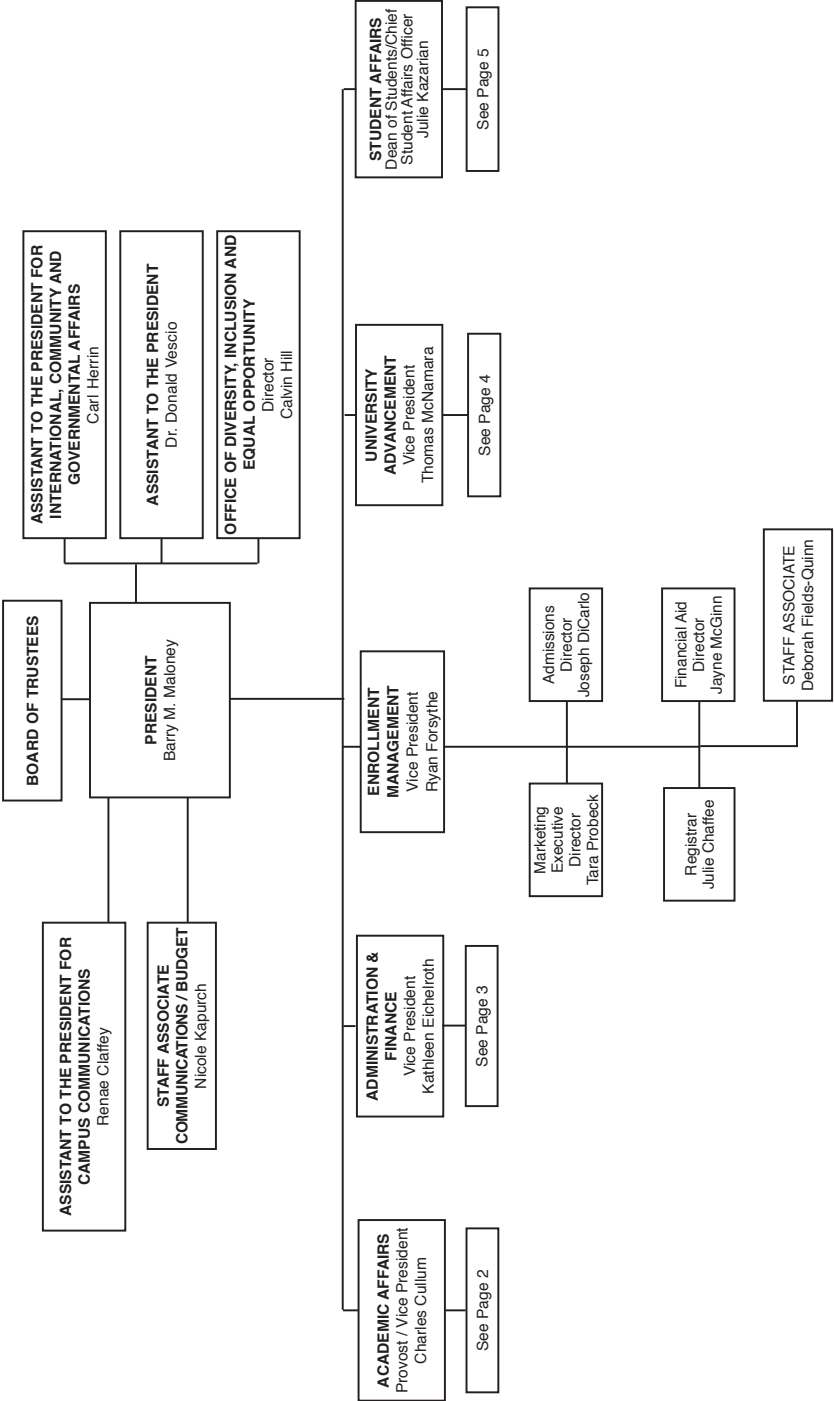 BOARD OF TRUSTEES
PRESIDENT
Barry M. Maloney
ASSISTANT TO THE PRESIDENT FOR
CAMPUS COMMUNICATIONS
Renae Claffey
STAFF ASSOCIATE
COMMUNICATIONS / BUDGET
Nicole Kapurch
ASSISTANT TO THE PRESIDENT FOR
INTERNATIONAL, COMMUNITY AND
GOVERNMENTAL AFFAIRS
Carl Herrin
ASSISTANT TO THE PRESIDENT
Dr. Donald Vescio
OFFICE OF DIVERSITY, INCLUSION AND
EQUAL OPPORTUNITY
Director
Calvin Hill
ACADEMIC AFFAIRS
Provost / Vice President
Charles Cullum
See Page 2
ADMINISTRATION &
FINANCE
Vice President
Kathleen Eichelroth
See Page 3
ENROLLMENT
MANAGEMENT
Vice President
Ryan Forsythe
Marketing
Executive
Director
Tara Probeck
Admissions
Director
Joseph DiCarlo
Registrar
Julie Chaffee
Financial Aid
Director
Jayne McGinn
STAFF ASSOCIATE
Deborah Fields-Quinn
UNIVERSITY
ADVANCEMENT
Vice President
Thomas McNamara
See Page 4
STUDENT AFFAIRS
Dean of Students/Chief
Student Affairs Officer
Julie Kazarian
See Page 5